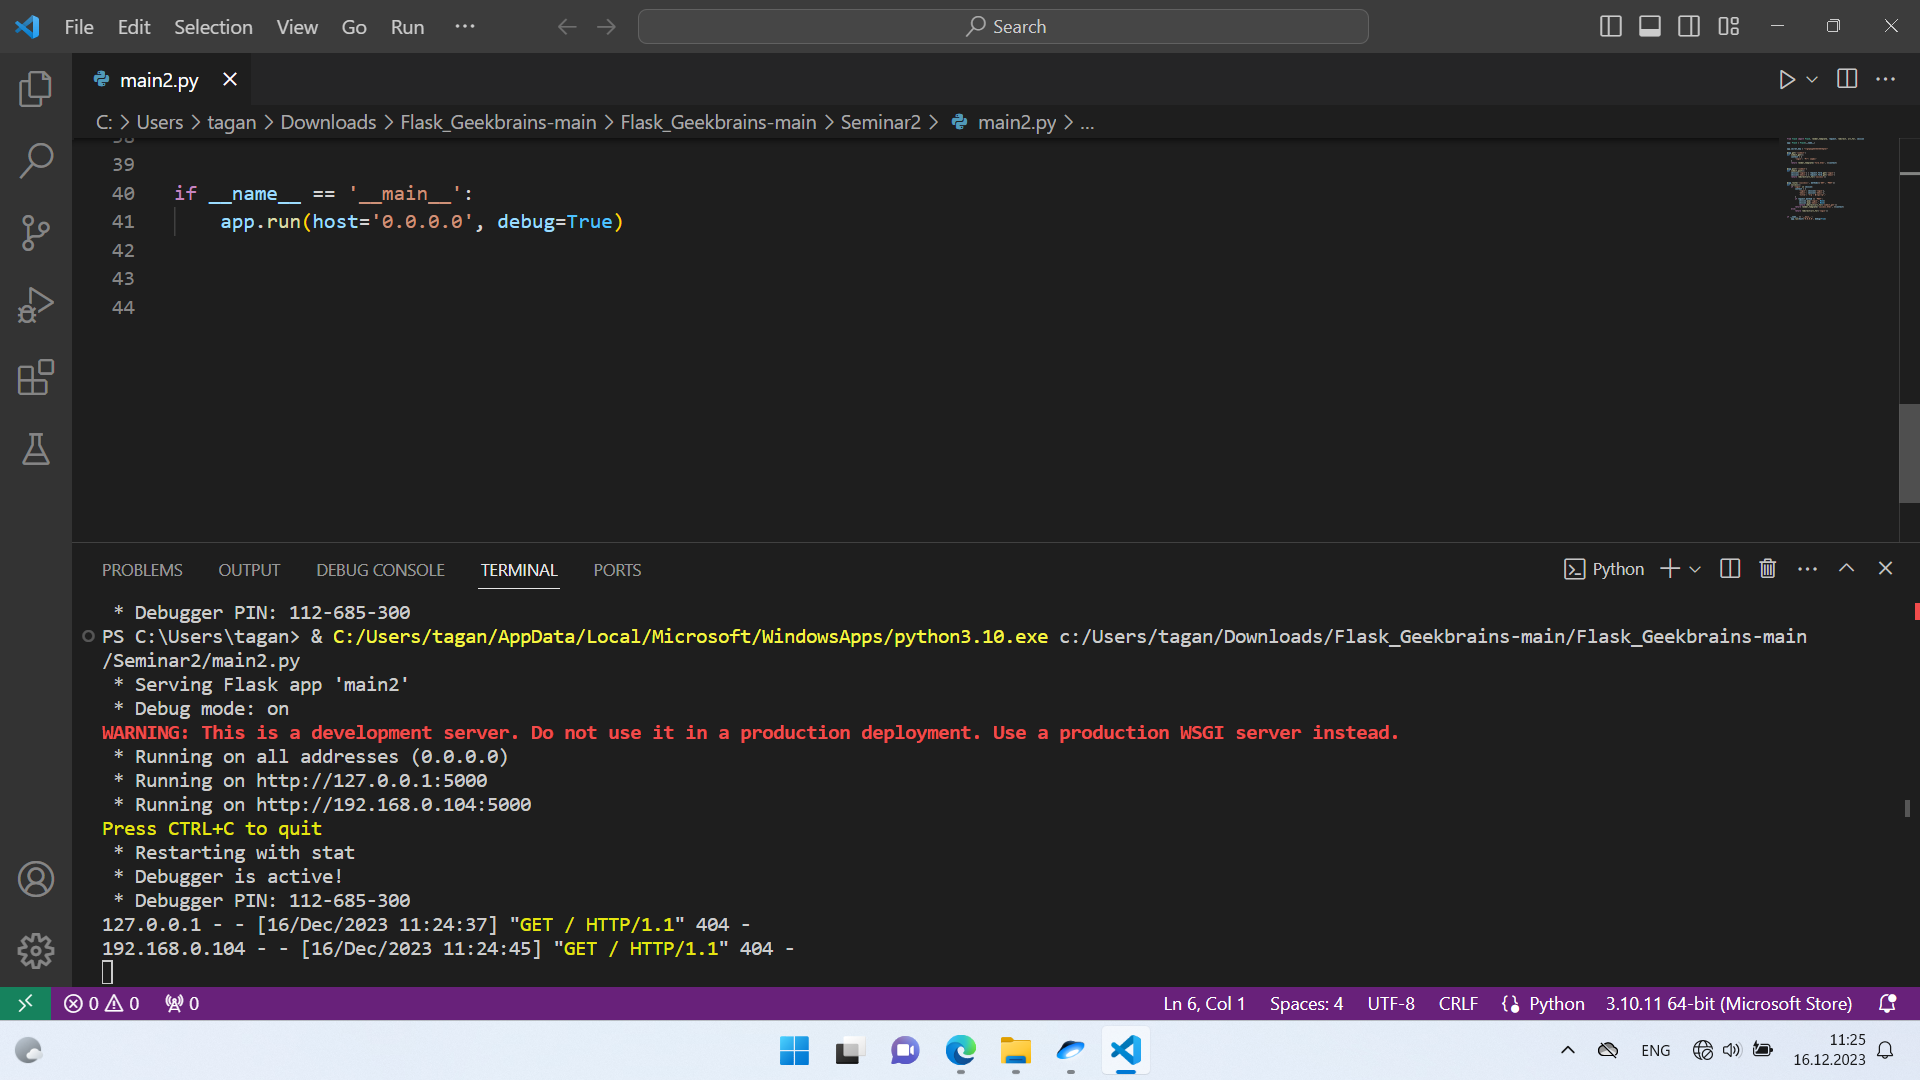 File Edit Selection View Go Run ···
Search
main2.py
C: > Users > tagan > Downloads > Flask_Geekbrains-main > Flask_Geekbrains-main > Seminar2 > main2.py > ...
38
39
40 if __name__ == '__main__':
41 app.run(host='0.0.0.0', debug=True)
42
43
44
PROBLEMS OUTPUT DEBUG CONSOLE TERMINAL PORTS
Python
* Debugger PIN: 112-685-300
PS C:\Users\tagan> & C:/Users/tagan/AppData/Local/Microsoft/WindowsApps/python3.10.exe c:/Users/tagan/Downloads/Flask_Geekbrains-main/Flask_Geekbrains-main
/Seminar2/main2.py
* Serving Flask app 'main2'
* Debug mode: on
WARNING: This is a development server. Do not use it in a production deployment. Use a production WSGI server instead.
* Running on all addresses (0.0.0.0)
* Running on http://127.0.0.1:5000
* Running on http://192.168.0.104:5000
Press CTRL+C to quit
* Restarting with stat
* Debugger is active!
* Debugger PIN: 112-685-300
127.0.0.1 - - [16/Dec/2023 11:24:37] "GET / HTTP/1.1" 404 -
192.168.0.104 - - [16/Dec/2023 11:24:45] "GET / HTTP/1.1" 404 -
0 0 0 Ln 6, Col 1 Spaces: 4 UTF-8 CRLF Python 3.10.11 64-bit (Microsoft Store)
ENG
11:25
16.12.2023